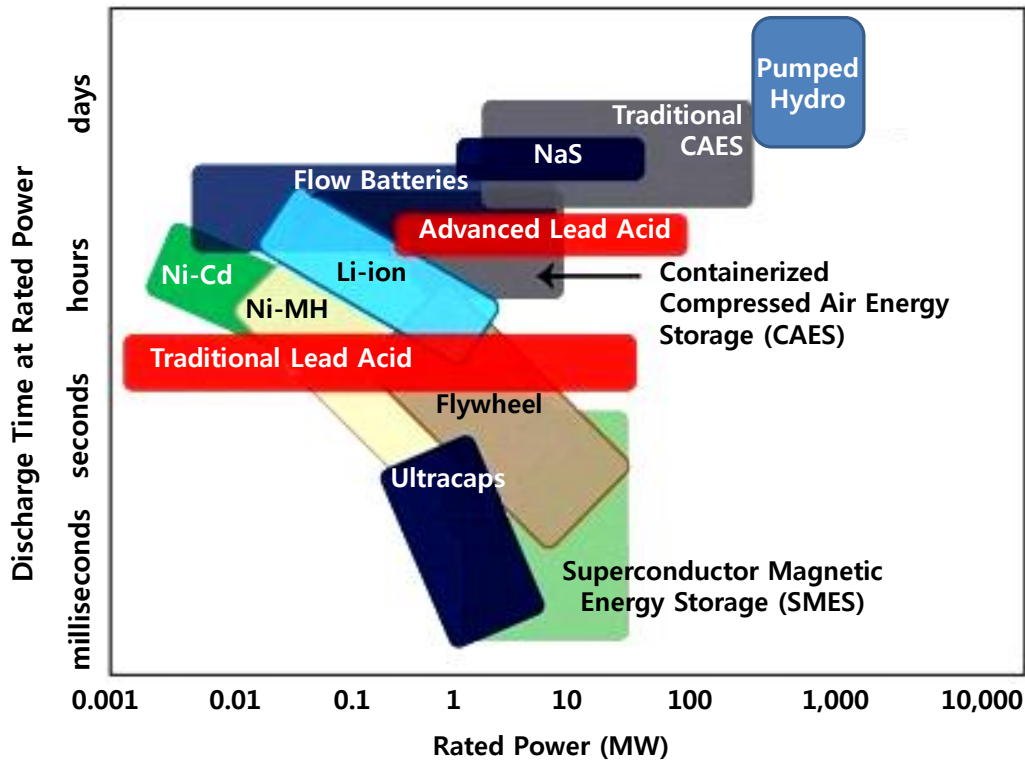 Discharge Time at Rated Power
days
hours
seconds
milliseconds
Pumped
Hydro
Traditional
CAES
NaS
Flow Batteries
Advanced Lead Acid
Ni-Cd
Li-ion
Containerized
Compressed Air Energy
Storage (CAES)
Ni-MH
Traditional Lead Acid
Flywheel
Ultracaps
Superconductor Magnetic
Energy Storage (SMES)
0.001 0.01 0.1 1 10 100 1,000 10,000
Rated Power (MW)